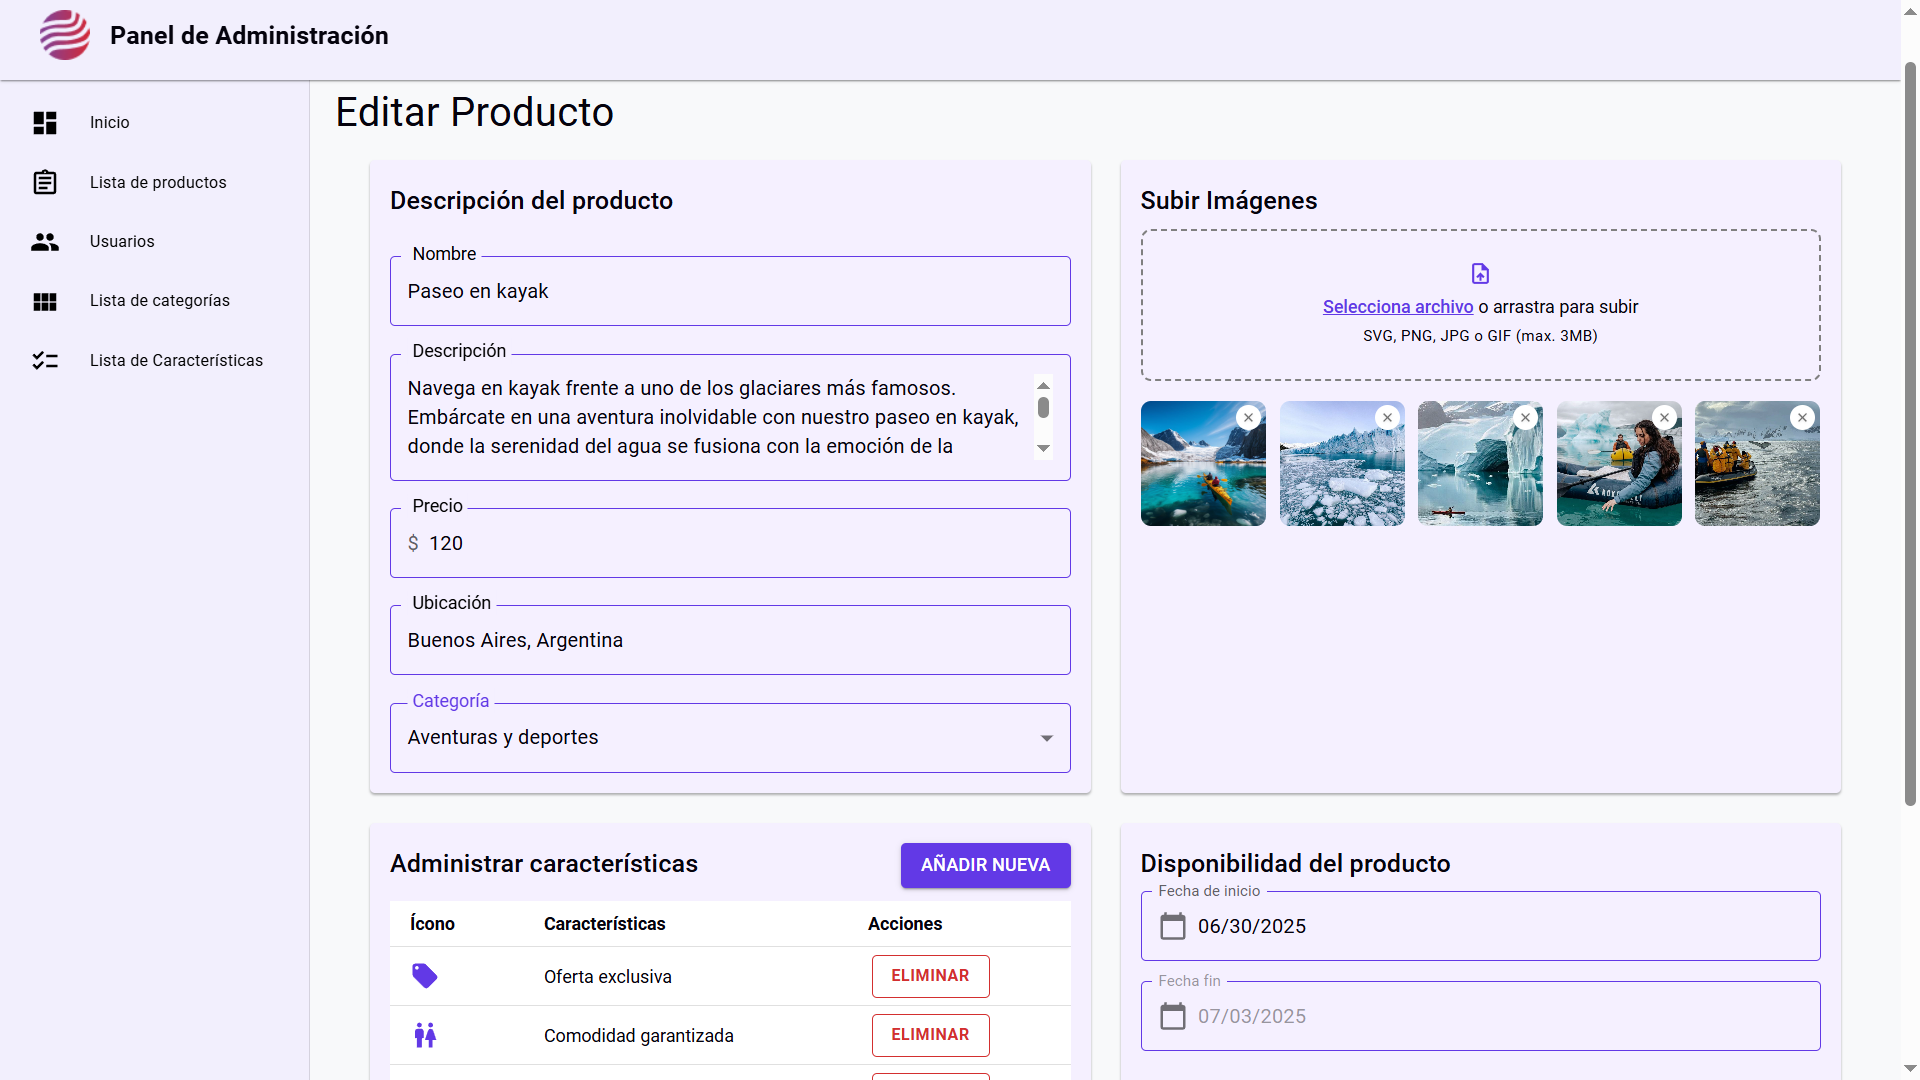 Panel de Administración
Inicio
Lista de productos
Usuarios
Lista de categorías
Lista de Características
Editar Producto
Descripción del producto
Nombre
Paseo en kayak
Descripción
Navega en kayak frente a uno de los glaciares más famosos.
Embárcate en una aventura inolvidable con nuestro paseo en kayak,
donde la serenidad del agua se fusiona con la emoción de la
Precio
$ 120
Ubicación
Buenos Aires, Argentina
Categoría
Aventuras y deportes
Subir Imágenes
Selecciona archivo o arrastra para subir
SVG, PNG, JPG o GIF (max. 3MB)
Administrar características
AÑADIR NUEVA
Ícono Características Acciones
Oferta exclusiva ELIMINAR
Comodidad garantizada ELIMINAR
Disponibilidad del producto
Fecha de inicio
06/30/2025
Fecha fin
07/03/2025